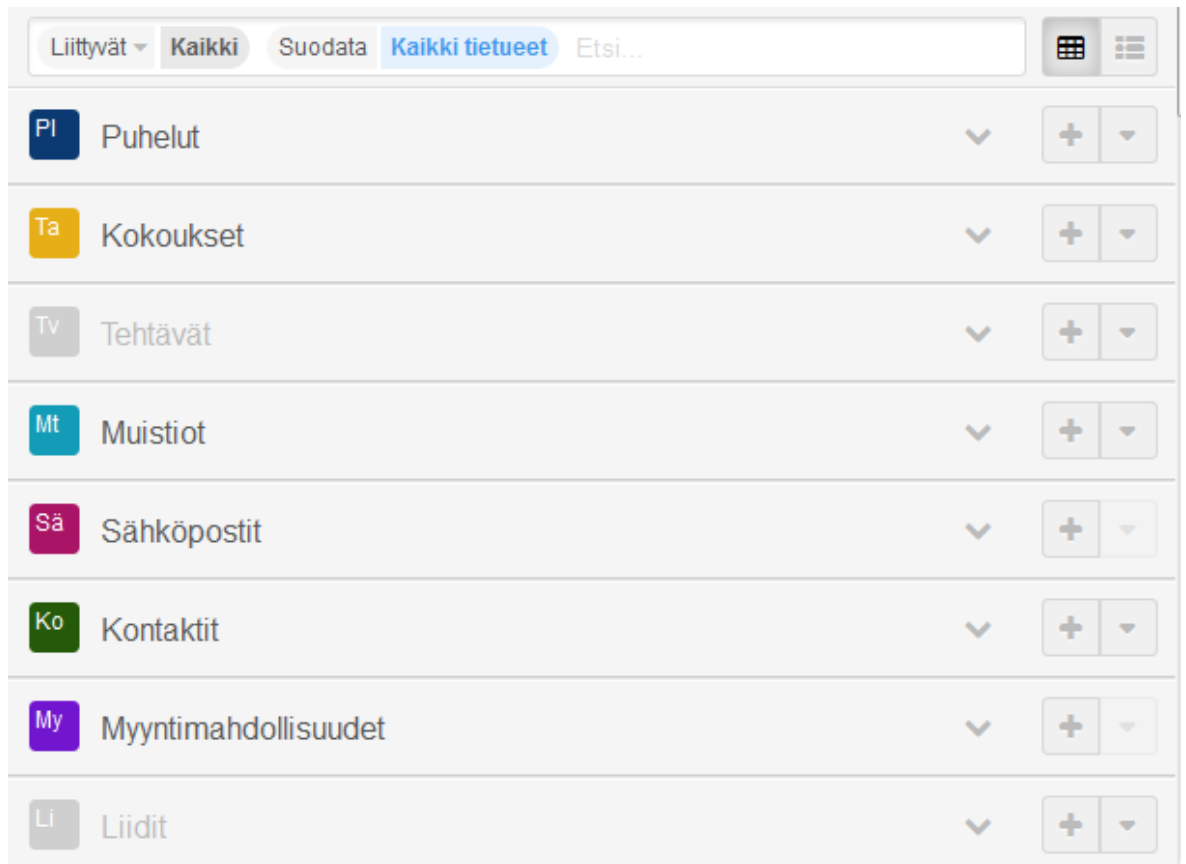 Liittyvät Kaikki Suodata Kaikki tietueet Etsi...
Pl Puhelut
Ta Kokoukset
Tv Tehtävät
Mt Muistiot
Sä Sähköpostit
Ko Kontaktit
My Myyntimahdollisuudet
Li Liidit